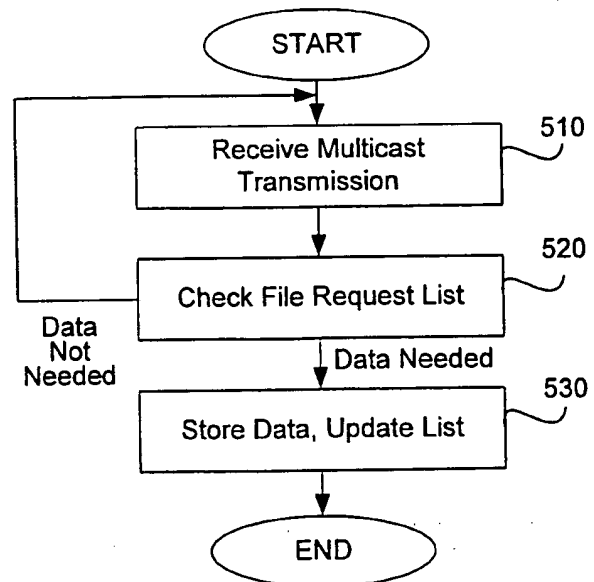 START
510
Receive Multicast
Transmission
520
Check File Request List
Data
Not
Needed
Data Needed
530
Store Data, Update List
END